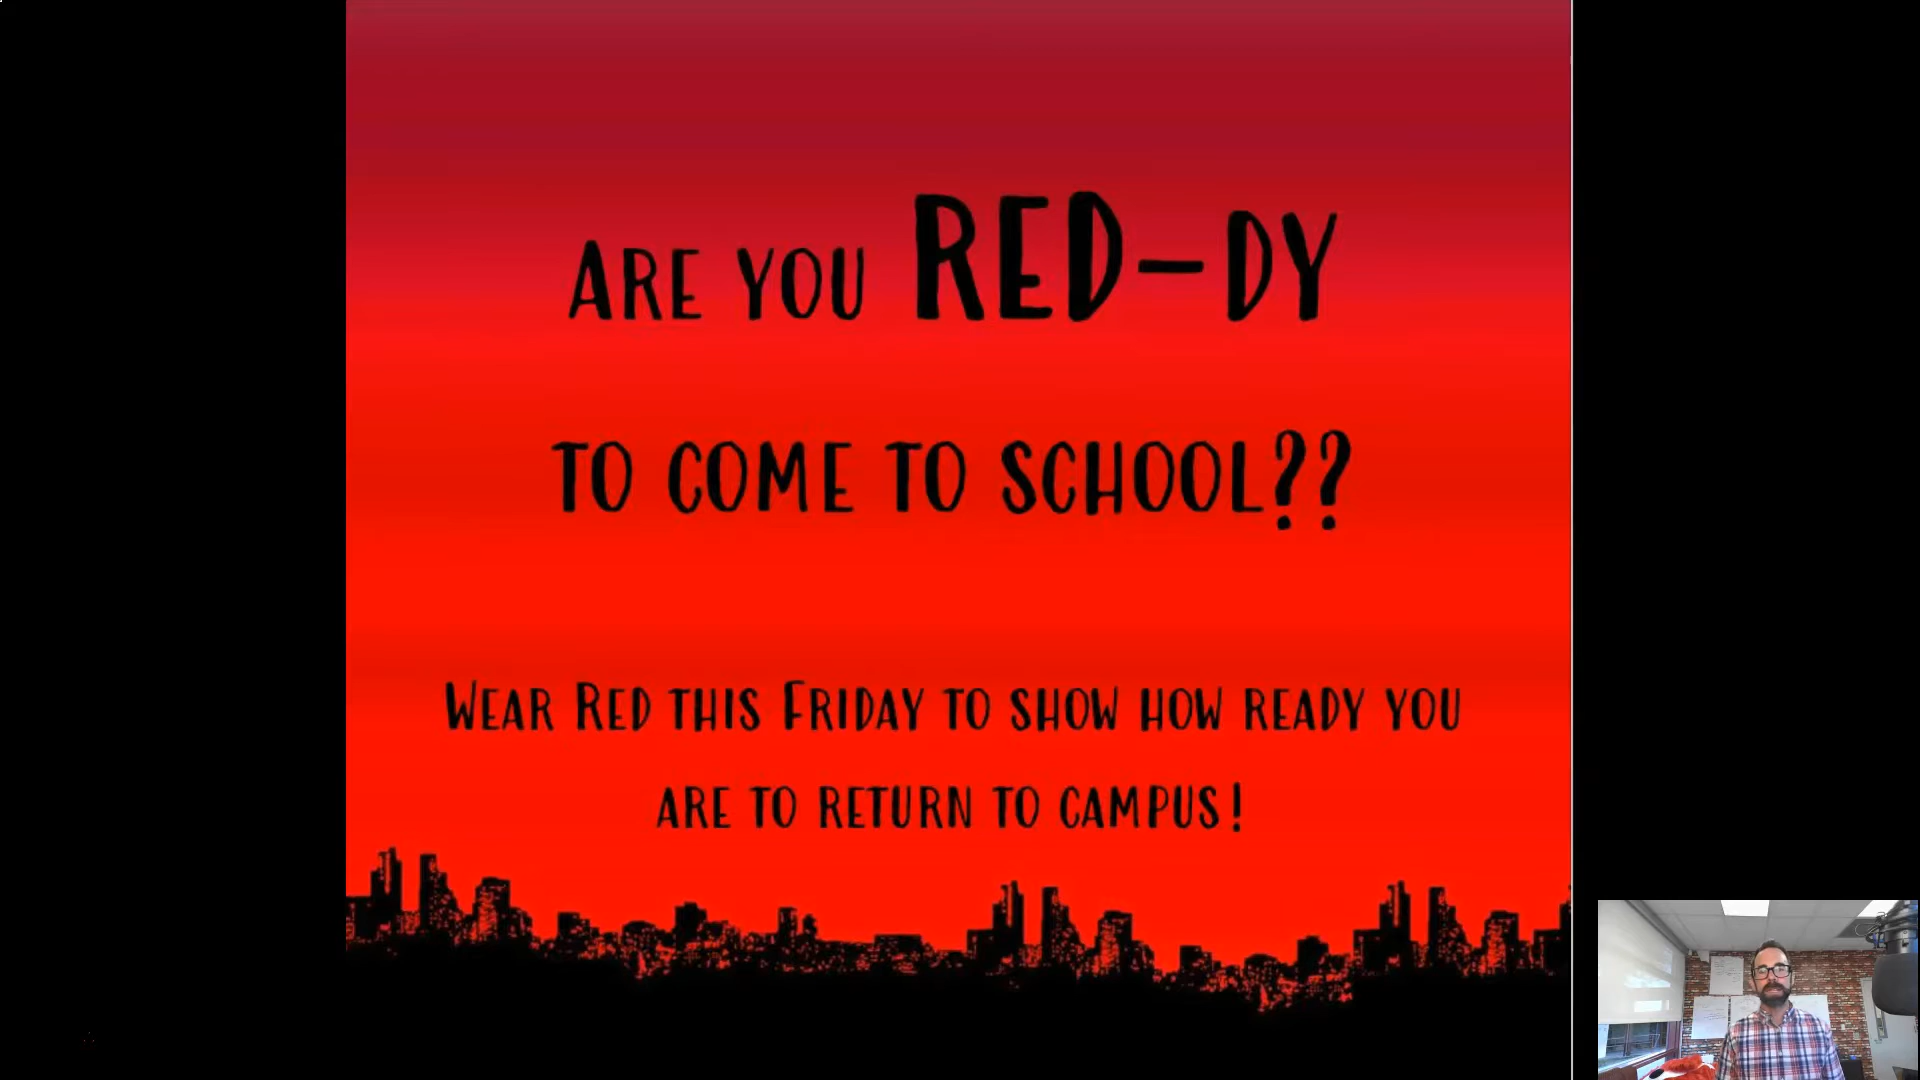 Are you RED-dy
to come to school??
Wear Red this Friday to show how ready you
are to return to campus!